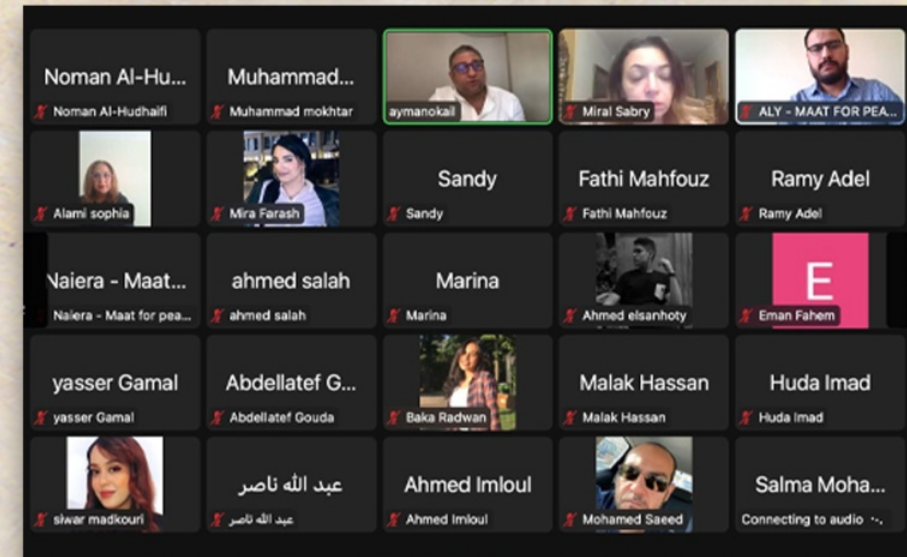 Noman Al-Hu...
Noman Al-Hudhaifi
Muhammad...
Muhammad mokhtar
aymanokail
Miral Sabry
ALY - MAAT FOR PEA...
Alami sophia
Mira Farash
Sandy
Sandy
Fathi Mahfouz
Fathi Mahfouz
Ramy Adel
Ramy Adel
Naiera - Maat...
Naiera - Maat for pea...
ahmed salah
ahmed salah
Marina
Marina
Ahmed elsanhoty
E
Eman Fahem
yasser Gamal
yasser Gamal
Abdellatef G...
Abdellatef Gouda
Baka Radwan
Malak Hassan
Malak Hassan
Huda Imad
Huda Imad
siwar madkouri
عبد الله ناصر
عبد الله ناصر
Ahmed Imloul
Ahmed Imloul
Mohamed Saeed
Salma Moha...
Connecting to audio ··.